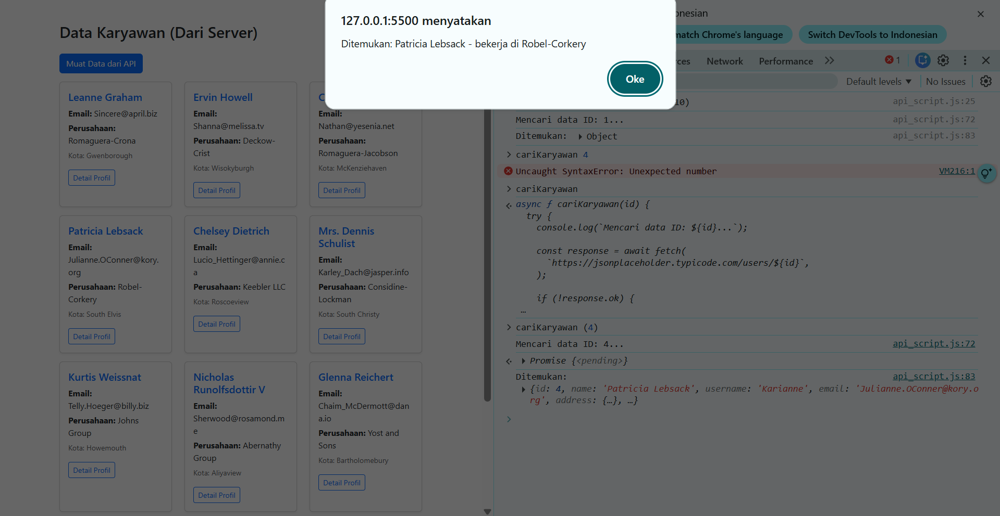 127.0.0.1:5500 menyatakan
Ditemukan: Patricia Lebsack - bekerja di Robel-Corkery
Oke
Data Karyawan (Dari Server)
Muat Data dari API
Leanne Graham
Email: Sincere@april.biz
Perusahaan:
Romaguera-Crona
Kota: Gwenborough
Detail Profil
Ervin Howell
Email:
Shanna@melissa.tv
Perusahaan: Deckow-
Crist
Kota: Wisokyburgh
Detail Profil
C
Email:
Nathan@yesenia.net
Perusahaan:
Romaguera-Jacobson
Kota: McKenziehaven
Detail Profil
Patricia Lebsack
Email:
Julianne.OConner@kory.
org
Perusahaan: Robel-
Corkery
Kota: South Elvis
Detail Profil
Chelsey Dietrich
Email:
Lucio_Hettinger@annie.c
a
Perusahaan: Keebler LLC
Kota: Roscoeview
Detail Profil
Mrs. Dennis
Schulist
Email:
Karley_Dach@jasper.info
Perusahaan: Considine-
Lockman
Kota: South Christy
Detail Profil
Kurtis Weissnat
Email:
Telly.Hoeger@billy.biz
Perusahaan: Johns
Group
Kota: Howemouth
Detail Profil
Nicholas
Runolfsdottir V
Email:
Sherwood@rosamond.m
e
Perusahaan: Abernathy
Group
Kota: Aliyaview
Detail Profil
Glenna Reichert
Email:
Chaim_McDermott@dan
a.io
Perusahaan: Yost and
Sons
Kota: Bartholomebury
Detail Profil
onesian
match Chrome's language
Switch DevTools to Indonesian
rces Network Performance 1
Default levels No Issues
10) api_script.js:25
Mencari data ID: 1... api_script.js:72
Ditemukan: Object api_script.js:83
cariKaryawan 4
Uncaught SyntaxError: Unexpected number VM216:1
cariKaryawan
async ƒ cariKaryawan(id) {
try {
console.log(`Mencari data ID: ${id}...`);
const response = await fetch(
`https://jsonplaceholder.typicode.com/users/${id}`,
);
if (!response.ok) {
…
cariKaryawan (4)
Mencari data ID: 4... api_script.js:72
Promise {<pending>}
Ditemukan: api_script.js:83
{id: 4, name: 'Patricia Lebsack', username: 'Karianne', email: 'Julianne.OConner@kory.o
rg', address: {…}, …}